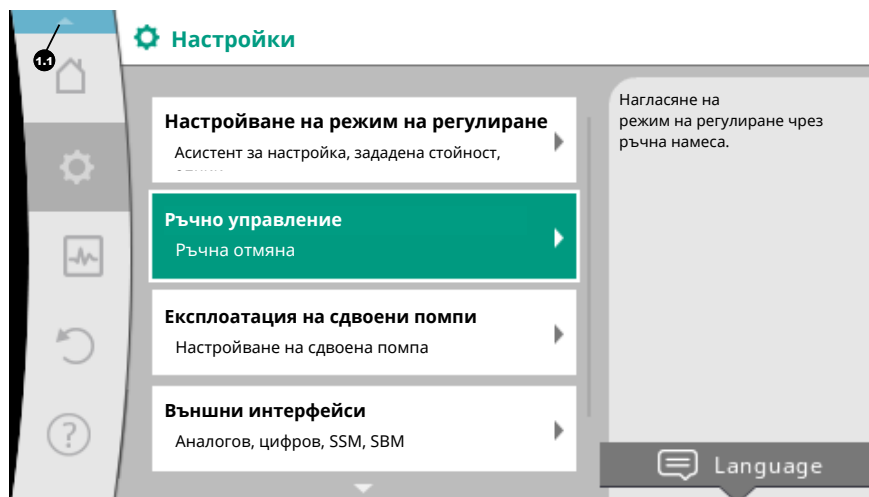 Настройки
1.1
Настройване на режим на регулиране
Асистент за настройка, зададена стойност,
Ръчно управление
Ръчна отмяна
Експлоатация на сдвоени помпи
Настройване на сдвоена помпа
Външни интерфейси
Аналогов, цифров, SSM, SBM
Нагласяне на
режим на регулиране чрез
ръчна намеса.
Language